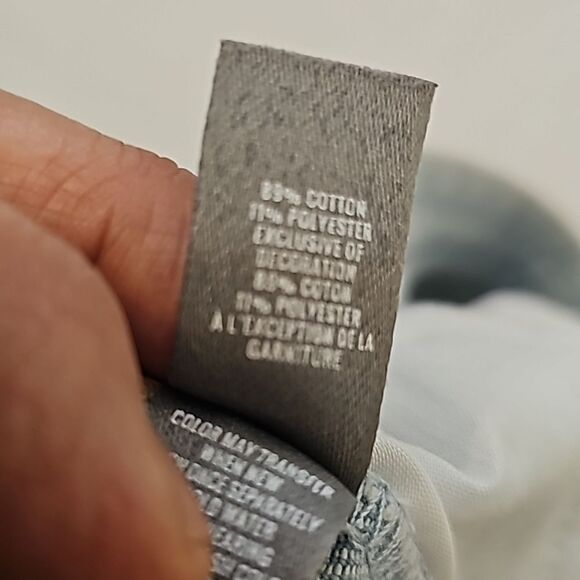 89% COTTON
11% POLYESTER
EXCLUSIVE OF
DECORATION
89% COTON
11% POLYESTER
À L'EXCEPTION DE LA
GARNITURE
COLOR MAY TRANSFER
WHEN NEW
SEPARATELY
WATER